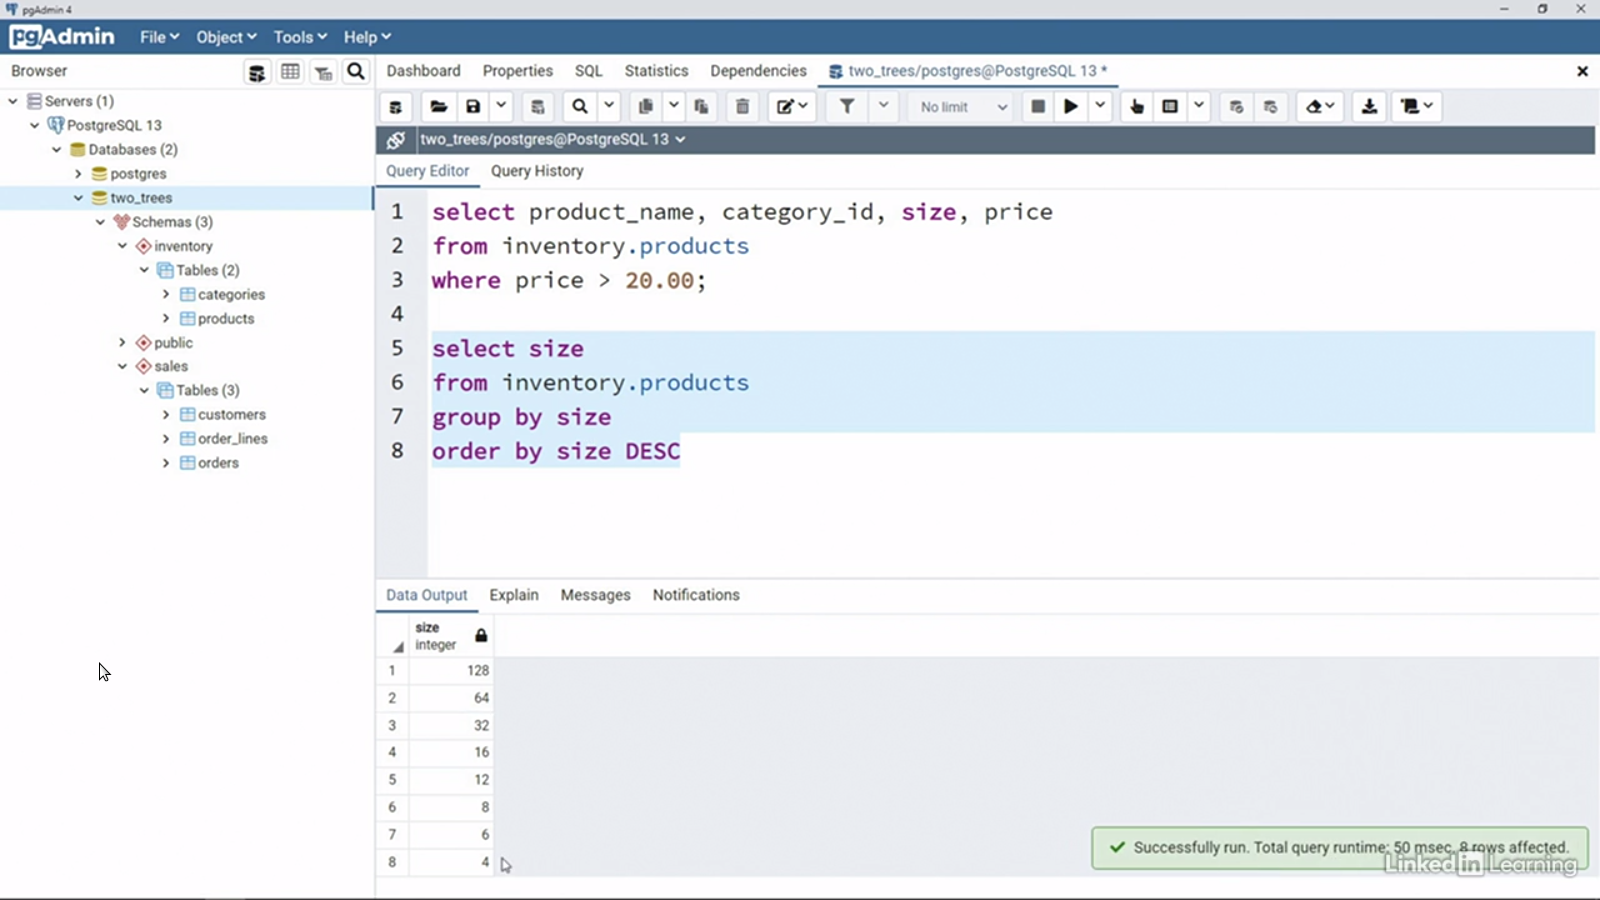 pgAdmin 4
pgAdmin File Object Tools Help
Browser
Dashboard Properties SQL Statistics Dependencies two_trees/postgres@PostgreSQL 13 *
Servers (1)
PostgreSQL 13
Databases (2)
postgres
two_trees
Schemas (3)
inventory
Tables (2)
categories
products
public
sales
Tables (3)
customers
order_lines
orders
No limit
two_trees/postgres@PostgreSQL 13
Query Editor Query History
1 select product_name, category_id, size, price
2 from inventory.products
3 where price > 20.00;
4
5 select size
6 from inventory.products
7 group by size
8 order by size DESC
Data Output Explain Messages Notifications
size
integer
1 128
2 64
3 32
4 16
5 12
6 8
7 6
8 4
Successfully run. Total query runtime: 50 msec. 8 rows affected.
Linked in Learning